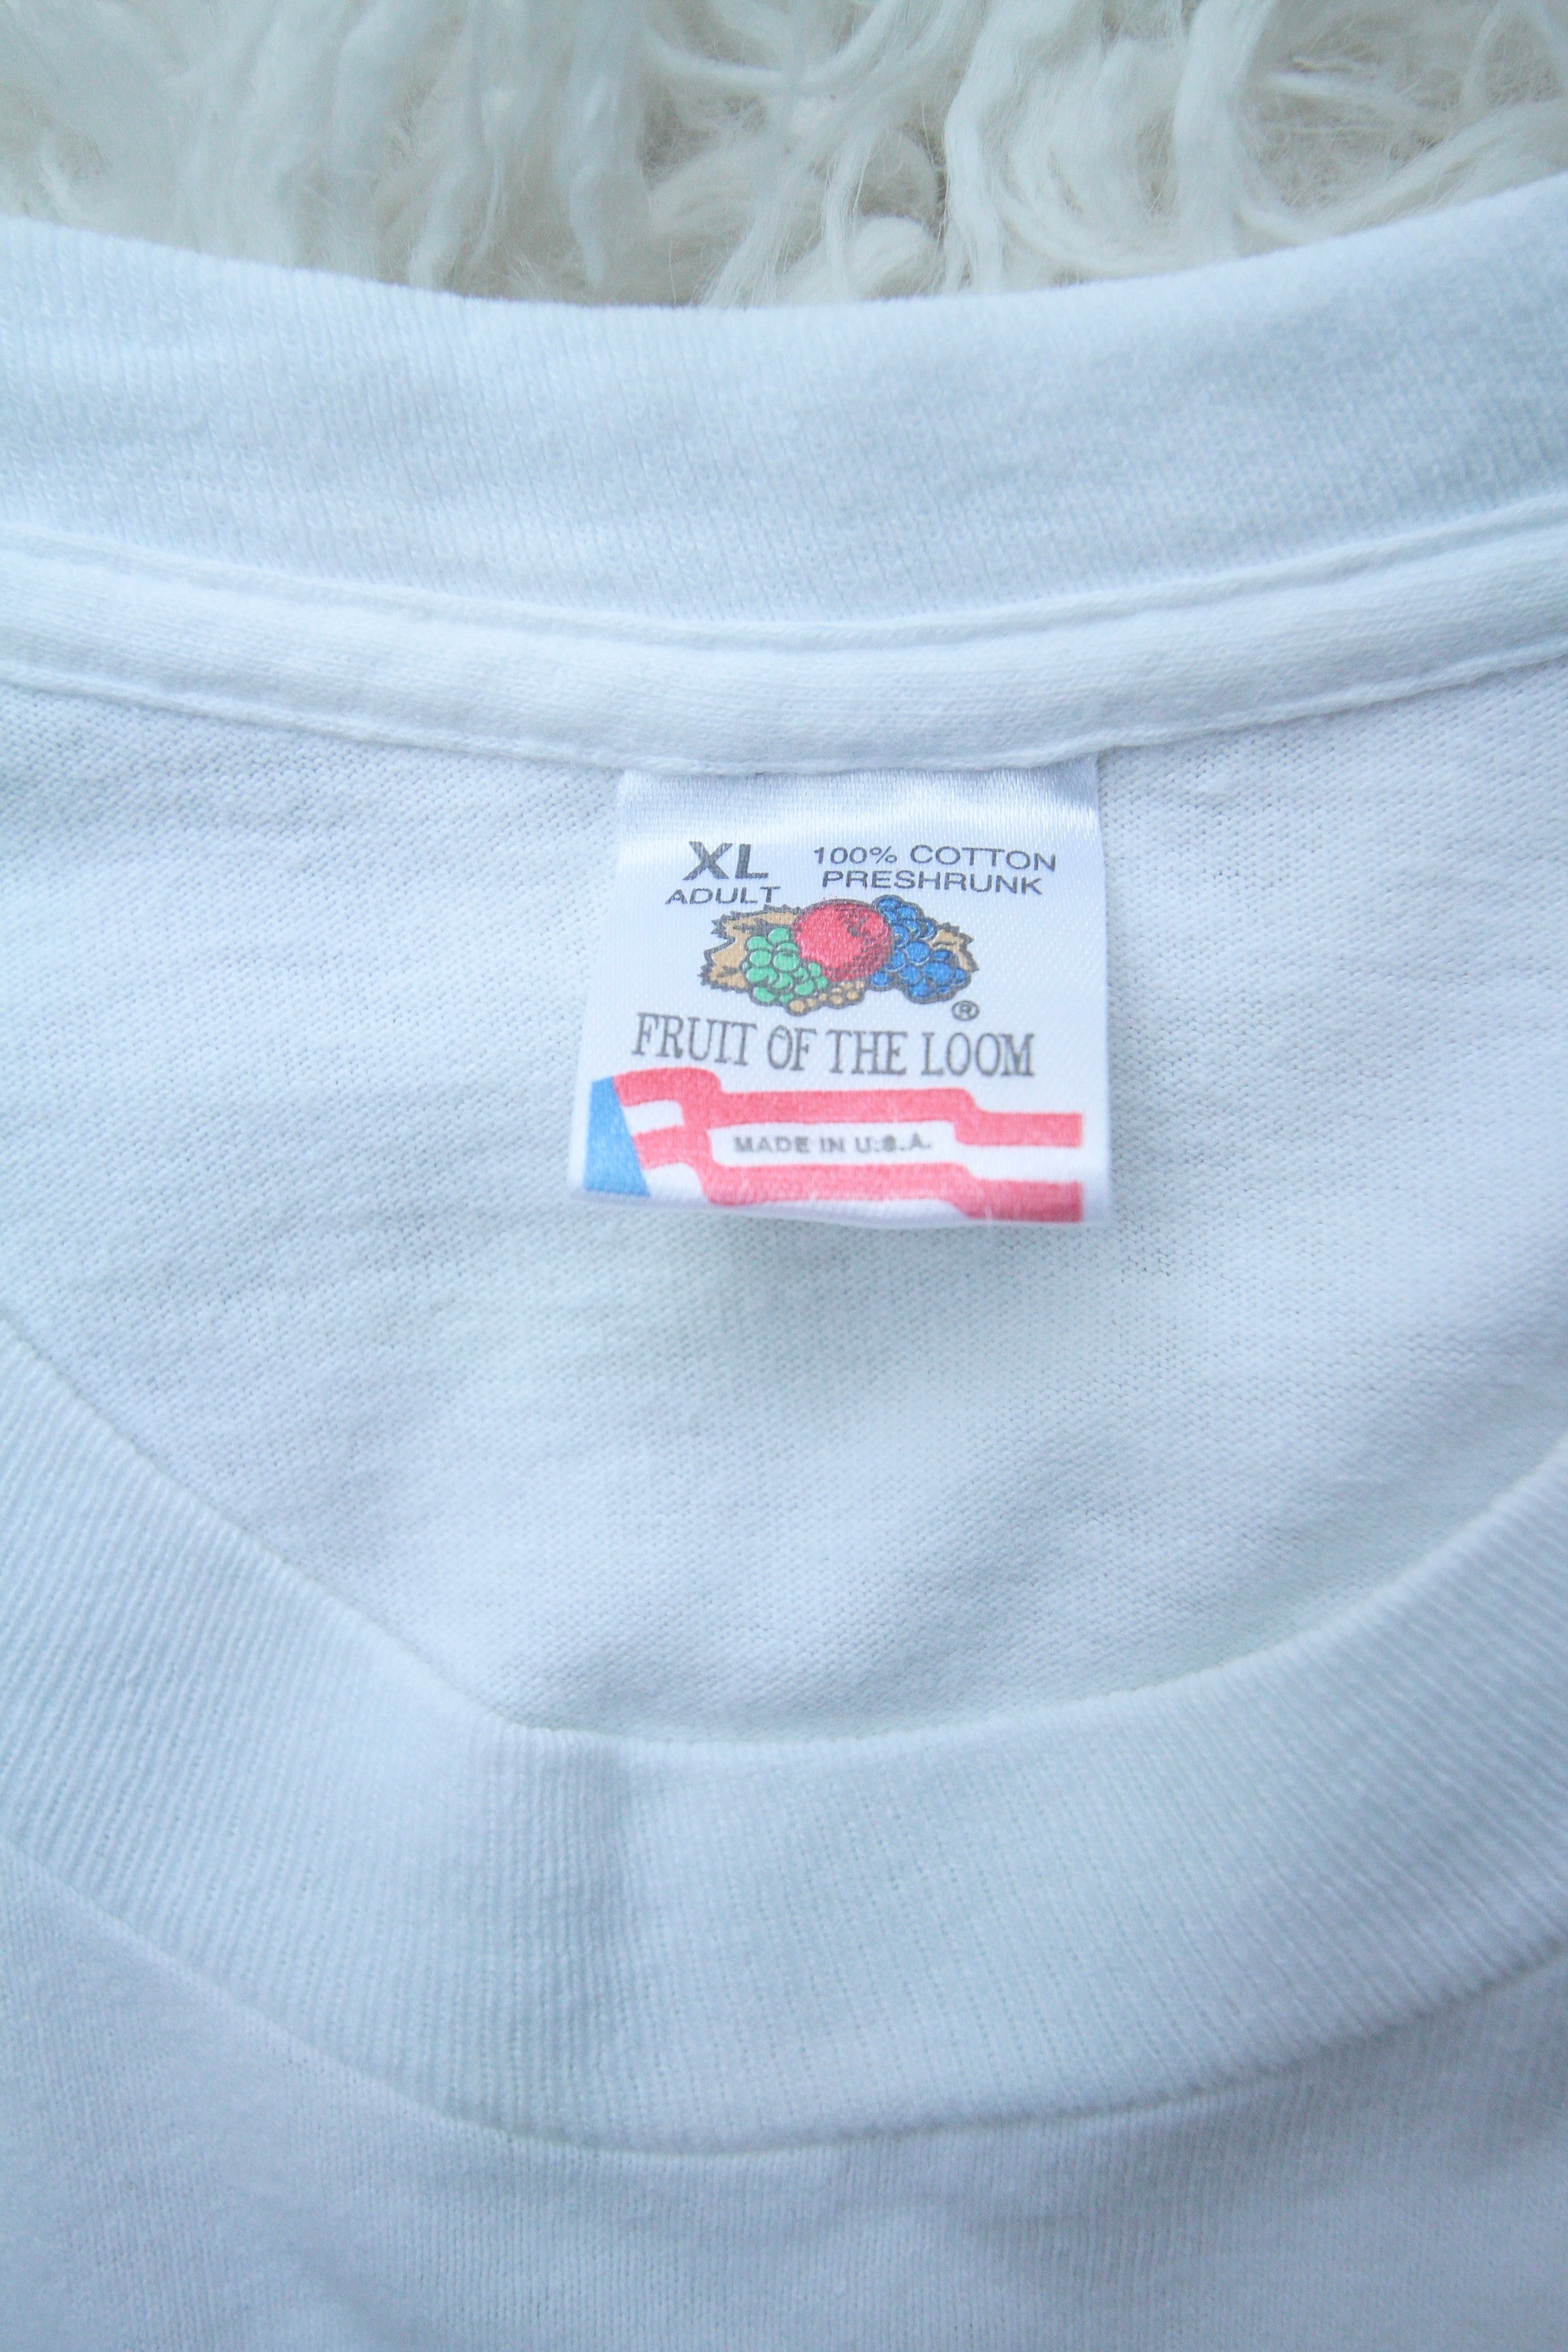 XL
ADULT
100% COTTON
PRESHRUNK
®
FRUIT OF THE LOOM
MADE IN U.S.A.